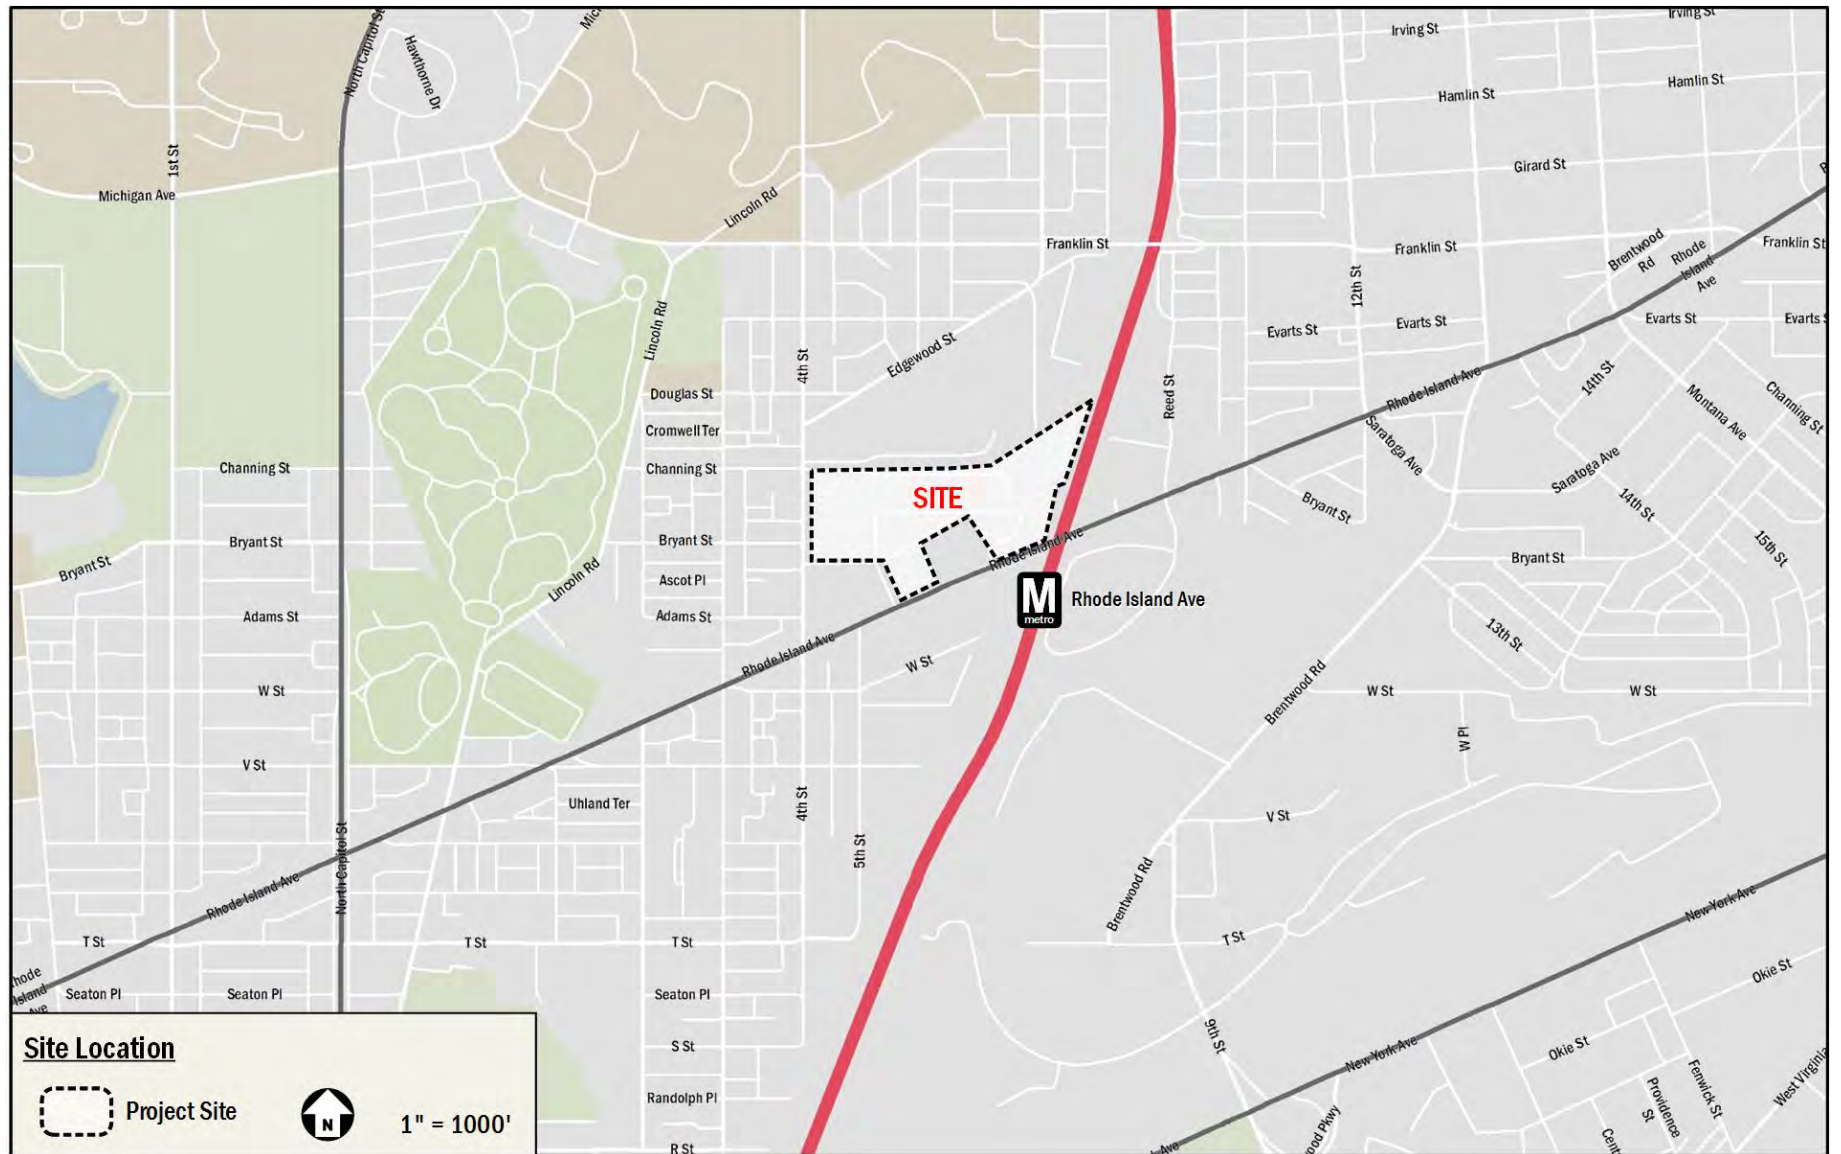 North Capitol St
Hawthorne Dr
Irving St
Irving St
Hamlin St
Hamlin St
1st St
Michigan Ave
Girard St
Lincoln Rd
Franklin St
Franklin St
Brentwood
Rd
Rhode
Island
Ave
Franklin St
12th St
Lincoln Rd
Evarts St
Evarts St
Evarts St
Evarts
4th St
Edgewood St
Douglas St
Reed St
Rhode Island Ave
14th St
Montana Ave
Channing St
Cromwell Ter
Saratoga Ave
Channing St
Channing St
Saratoga Ave
SITE
Bryant St
14th St
Bryant St
Bryant St
Rhode Island Ave
Bryant St
15th St
Bryant St
Lincoln Rd
Ascot Pl
M
metro
Rhode Island Ave
Adams St
Adams St
13th St
Rhode Island Ave
W St
W St
Brentwood Rd
W St
W St
W Pl
V St
Uhland Ter
4th St
V St
5th St
North Capitol St
Rhode Island Ave
Brentwood Rd
New York Ave
T St
T St
T St
T St
Island
Ave
Seaton Pl
Seaton Pl
Seaton Pl
Okie St
9th St
S St
New York Ave
Okie St
Fenwick St
Providence
St
West Virginia
Randolph Pl
R St
Ave
Site Location
Project Site
N
1" = 1000'